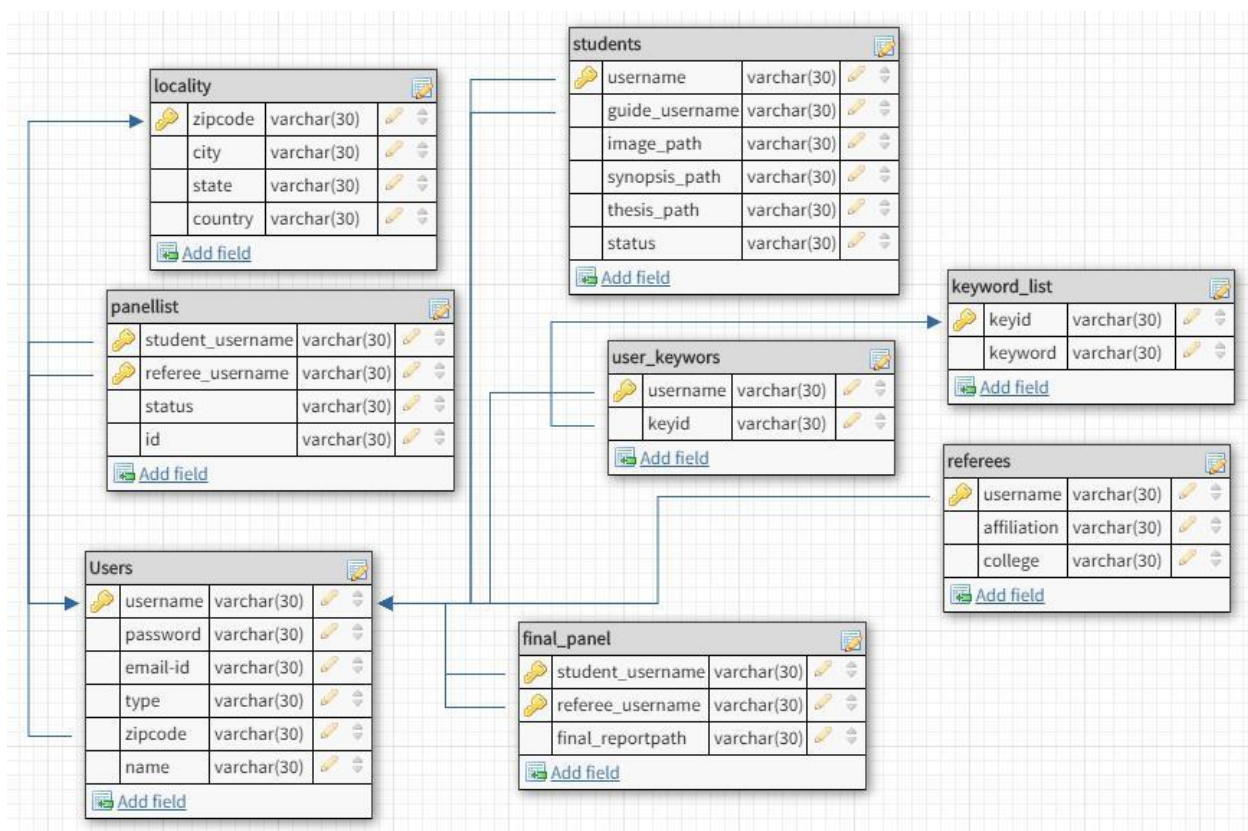 students
username varchar(30)
guide_username varchar(30)
image_path varchar(30)
synopsis_path varchar(30)
thesis_path varchar(30)
status varchar(30)
Add field
locality
zipcode varchar(30)
city varchar(30)
state varchar(30)
country varchar(30)
Add field
panellist
student_username varchar(30)
referee_username varchar(30)
status varchar(30)
id varchar(30)
Add field
keyword_list
keyid varchar(30)
keyword varchar(30)
Add field
user_keywors
username varchar(30)
keyid varchar(30)
Add field
referees
username varchar(30)
affiliation varchar(30)
college varchar(30)
Add field
Users
username varchar(30)
password varchar(30)
email-id varchar(30)
type varchar(30)
zipcode varchar(30)
name varchar(30)
Add field
final_panel
student_username varchar(30)
referee_username varchar(30)
final_reportpath varchar(30)
Add field